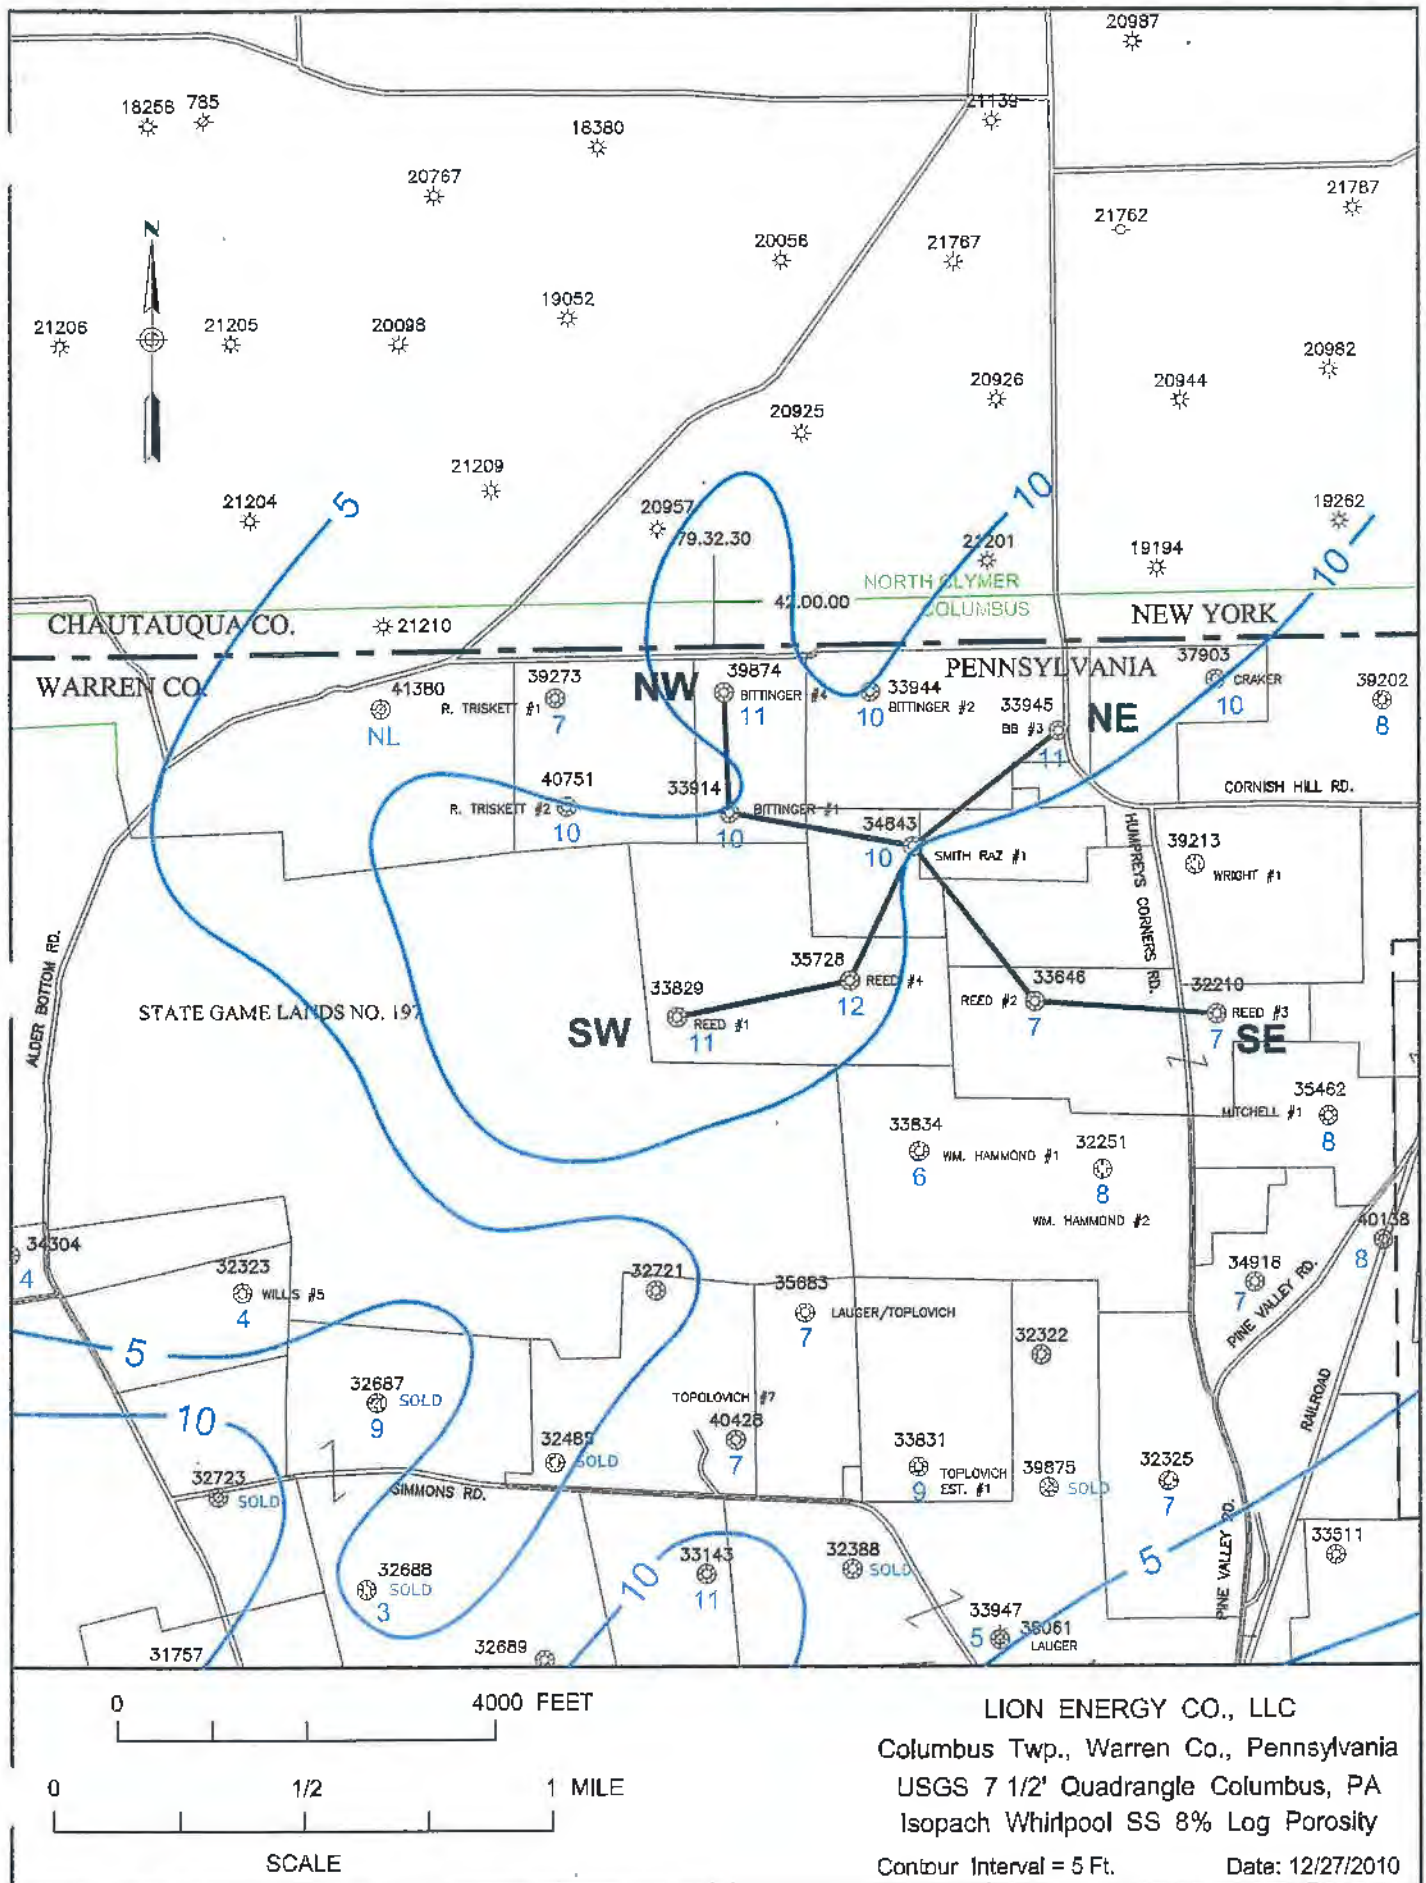 20987
18256 785
21139
18380
20767
21787
21762
20056
21767
N
19052
21206
21205
20098
20982
20926
20944
20925
5
21209
10
21204
20957
19262
79.32.30
21201
19194
10
NORTH CLYMER
42.00.00
COLUMBUS
CHAUTAUQUA CO.
21210
NEW YORK
WARREN CO.
PENNSYLVANIA
37903
CRAKER
10
39202
8
41380
NL
39273
R. TRISKETT #1
7
NW
39874
BITTINGER #4
11
33944
10 BITTINGER #2
33945
BB #3
11
NE
CORNISH HILL RD.
40751
R. TRISKETT #2
10
33914
BITTINGER #1
10
34843
10 SMITH RAZ #1
HUMPREYS CORNERS RD.
39213
WRIGHT #1
ALDER BOTTOM RD.
STATE GAME LANDS NO. 197
35728
REED #4
12
33829
SW
REED #1
11
33646
REED #2
7
32210
REED #3
7 SE
35462
MITCHELL #1
8
33834
WM. HAMMOND #1
6
32251
8
WM. HAMMOND #2
40138
8
34304
4
32323
WILLS #5
4
32721
35683
LAUGER/TOPLOVICH
7
34918
7
PINE VALLEY RD.
5
32322
RAILROAD
32687
SOLD
9
10
TOPOLOVICH #7
40428
7
32485
SOLD
33831
TOPLOVICH
9 EST. #1
39875
SOLD
32325
7
32723
SOLD
SIMMONS RD.
PINE VALLEY RD.
33511
5
32688
SOLD
3
10
33143
11
32388
SOLD
33947
5 38061
LAUGER
31757
32689
0 4000 FEET
0 1/2 1 MILE
SCALE
LION ENERGY CO., LLC
Columbus Twp., Warren Co., Pennsylvania
USGS 7 1/2' Quadrangle Columbus, PA
Isopach Whirlpool SS 8% Log Porosity
Contour Interval = 5 Ft. Date: 12/27/2010